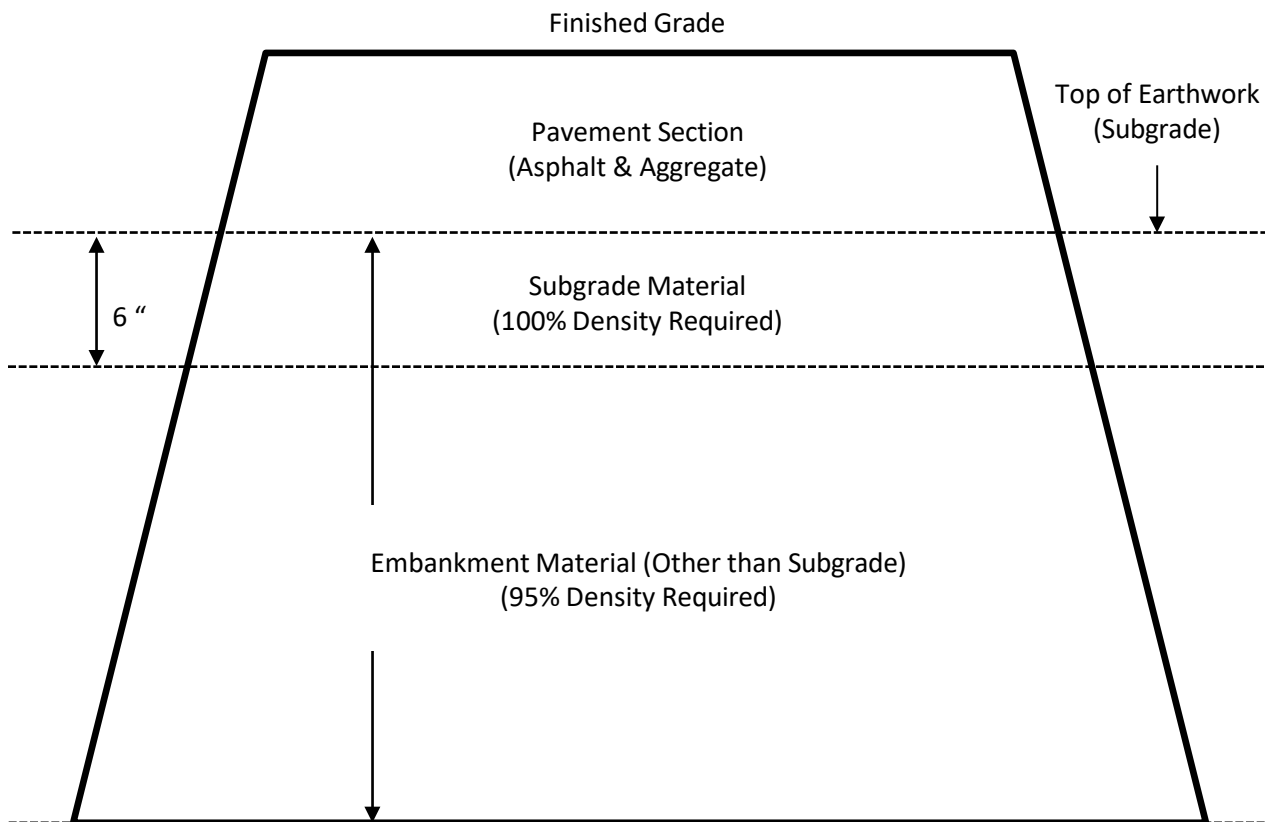 Finished Grade
Top of Earthwork
(Subgrade)
Pavement Section
(Asphalt & Aggregate)
Subgrade Material
(100% Density Required)
6 “
Embankment Material (Other than Subgrade)
(95% Density Required)